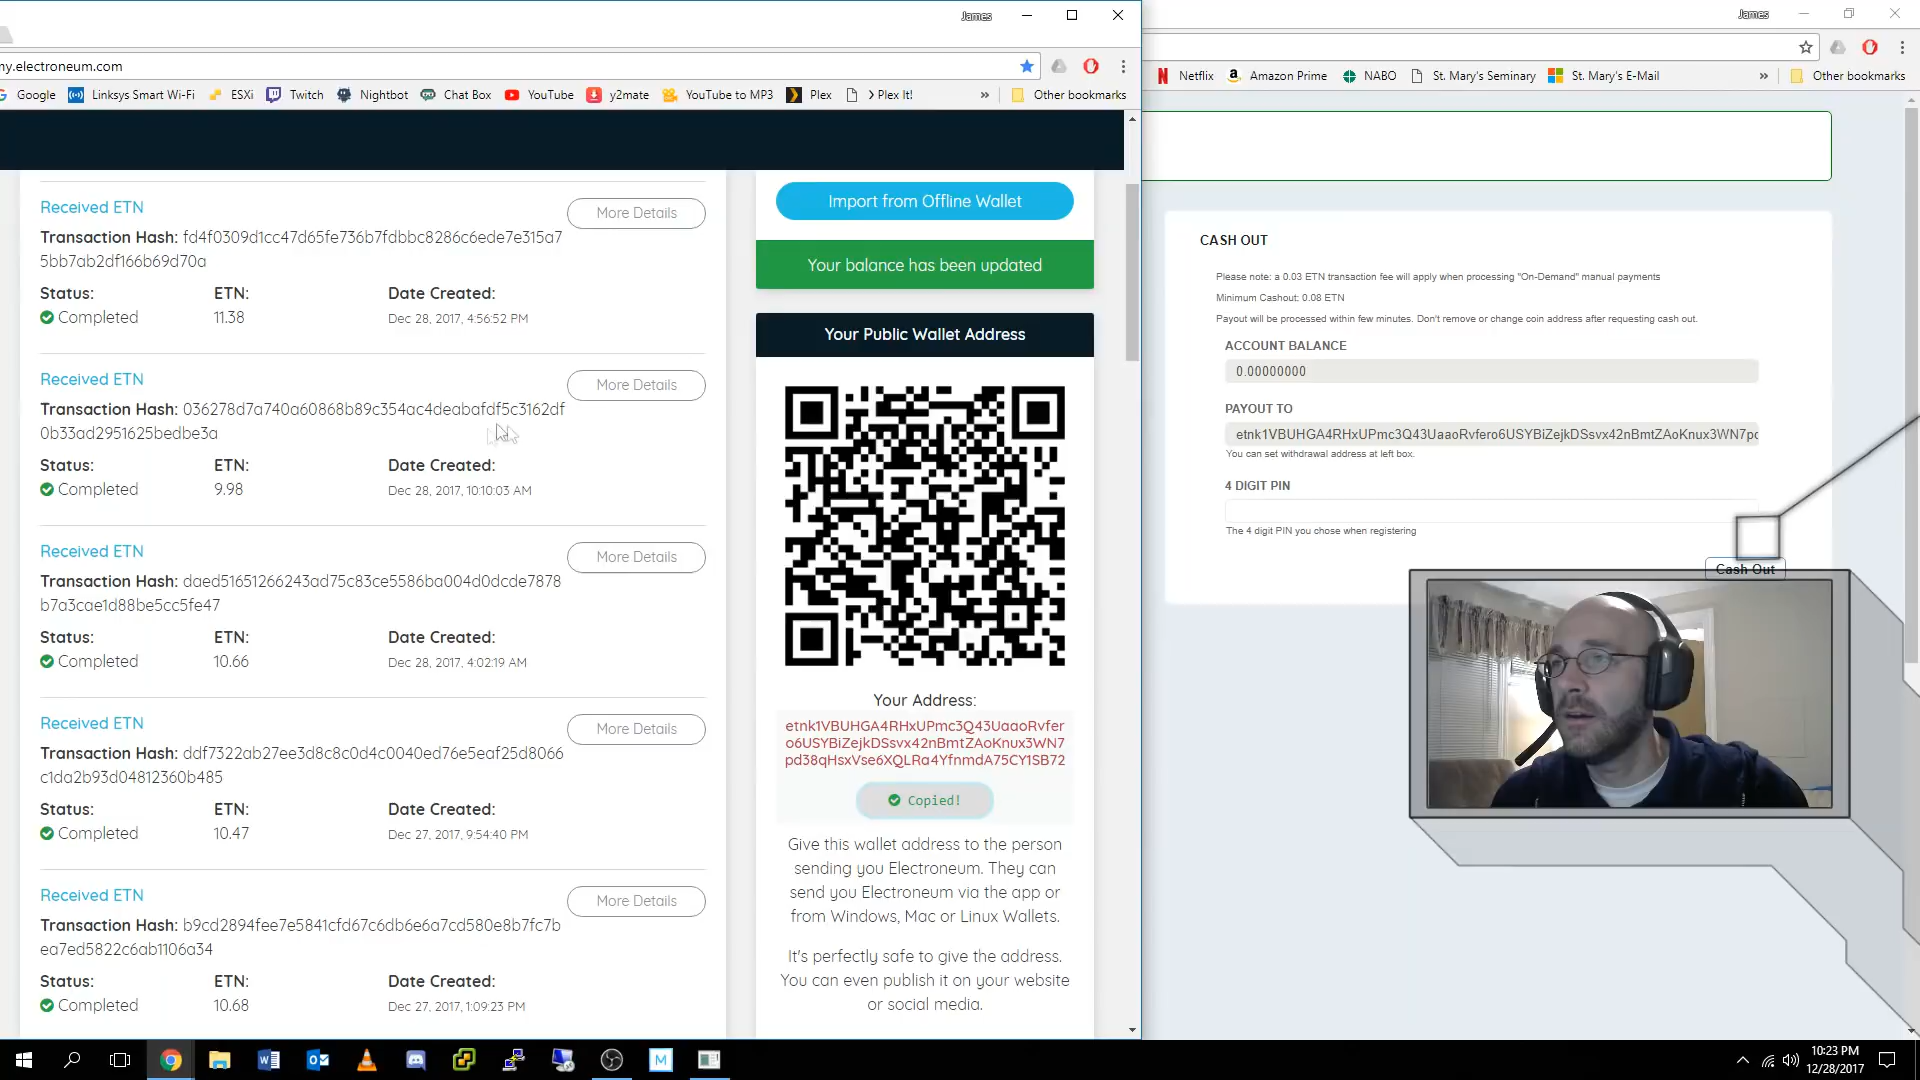 James
ny.electroneum.com
Google Linksys Smart Wi-Fi ESXi Twitch Nightbot Chat Box YouTube y2mate YouTube to MP3 Plex > Plex It! » Other bookmarks
Received ETN
More Details
Transaction Hash: fd4f0309d1cc47d65fe736b7fdbbc8286c6ede7e315a7
5bb7ab2df166b69d70a
Status: ETN: Date Created:
Completed 11.38 Dec 28, 2017, 4:56:52 PM
Received ETN
More Details
Transaction Hash: 036278d7a740a60868b89c354ac4deabafdf5c3162df
0b33ad2951625bedbe3a
Status: ETN: Date Created:
Completed 9.98 Dec 28, 2017, 10:10:03 AM
Received ETN
More Details
Transaction Hash: daed51651266243ad75c83ce5586ba004d0dcde7878
b7a3cae1d88be5cc5fe47
Status: ETN: Date Created:
Completed 10.66 Dec 28, 2017, 4:02:19 AM
Received ETN
More Details
Transaction Hash: ddf7322ab27ee3d8c8c0d4c0040ed76e5eaf25d8066
c1da2b93d04812360b485
Status: ETN: Date Created:
Completed 10.47 Dec 27, 2017, 9:54:40 PM
Received ETN
More Details
Transaction Hash: b9cd2894fee7e5841cfd67c6db6e6a7cd580e8b7fc7b
ea7ed5822c6ab1106a34
Status: ETN: Date Created:
Completed 10.68 Dec 27, 2017, 1:09:23 PM
Import from Offline Wallet
Your balance has been updated
Your Public Wallet Address
Your Address:
etnk1VBUHGA4RHxUPmc3Q43UaaoRvfer
o6USYBiZejkDSsvx42nBmtZAoKnux3WN7
pd38qHsxVse6XQLRa4YfnmdA75CY1SB72
Copied!
Give this wallet address to the person
sending you Electroneum. They can
send you Electroneum via the app or
from Windows, Mac or Linux Wallets.
It's perfectly safe to give the address.
You can even publish it on your website
or social media.
James
Netflix Amazon Prime NABO St. Mary's Seminary St. Mary's E-Mail » Other bookmarks
CASH OUT
Please note: a 0.03 ETN transaction fee will apply when processing "On-Demand" manual payments
Minimum Cashout: 0.08 ETN
Payout will be processed within few minutes. Don't remove or change coin address after requesting cash out.
ACCOUNT BALANCE
0.00000000
PAYOUT TO
etnk1VBUHGA4RHxUPmc3Q43UaaoRvfero6USYBiZejkDSsvx42nBmtZAoKnux3WN7pc
You can set withdrawal address at left box.
4 DIGIT PIN
The 4 digit PIN you chose when registering
Cash Out
M
10:23 PM
12/28/2017